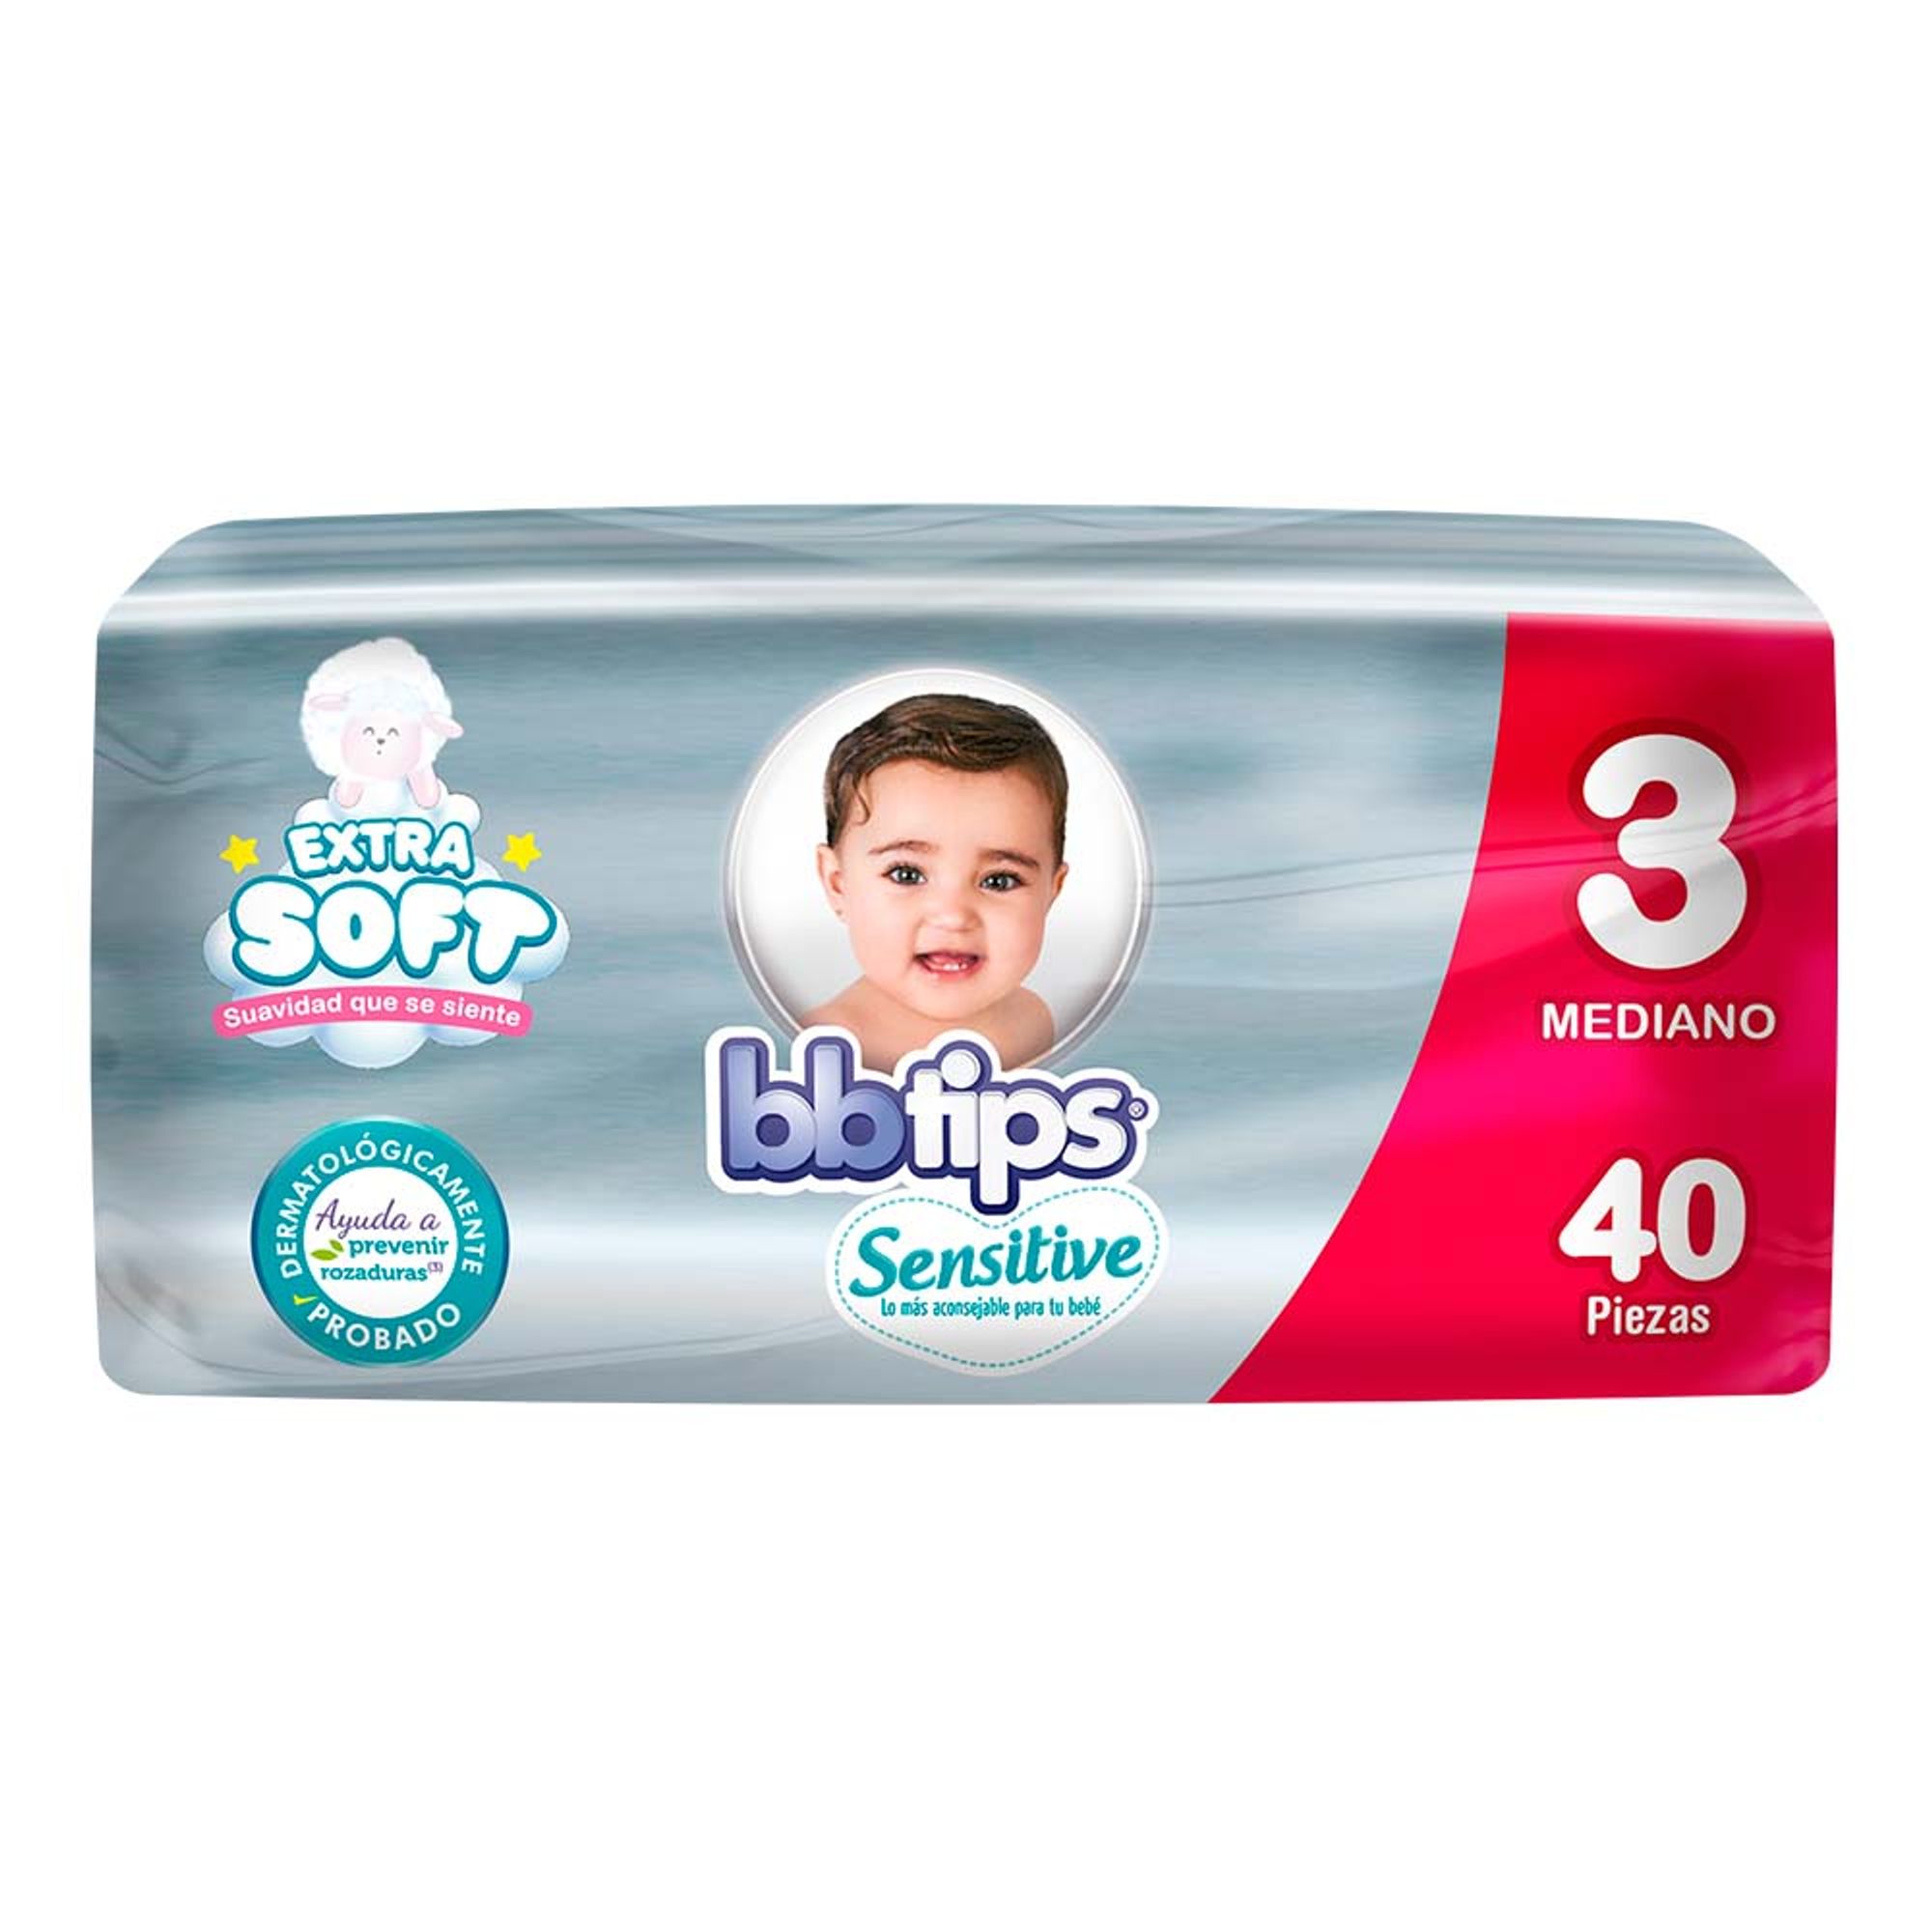 EXTRA
SOFT
Suavidad que se siente
DERMATOLÓGICAMENTE
Ayuda a
prevenir
rozaduras
PROBADO
bbtips®
Sensitive
Lo más aconsejable para tu bebé
3
MEDIANO
40
Piezas